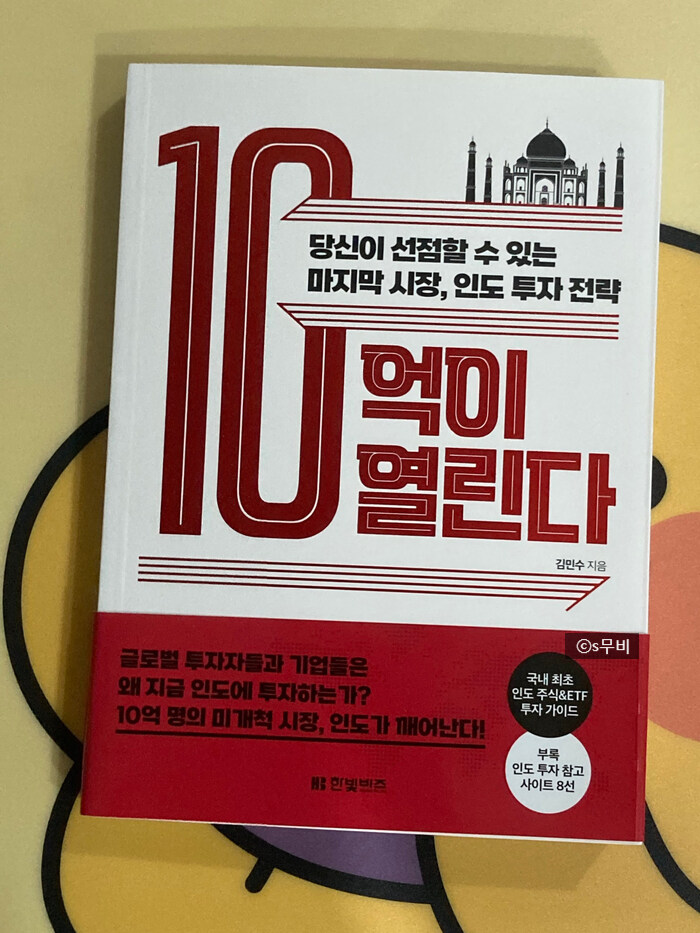 10
당신이 선점할 수 있는
마지막 시장, 인도 투자 전략
억이
열린다
김민수 지음
글로벌 투자자들과 기업들은
왜 지금 인도에 투자하는가?
10억 명의 미개척 시장, 인도가 깨어난다!
ⓒs무비
국내 최초
인도 주식&ETF
투자 가이드
부록
인도 투자 참고
사이트 8선
한빛비즈